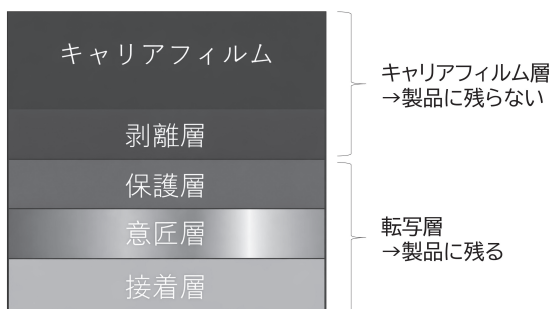 キャリアフィルム
剥離層
キャリアフィルム層
→製品に残らない
保護層
意匠層
接着層
転写層
→製品に残る